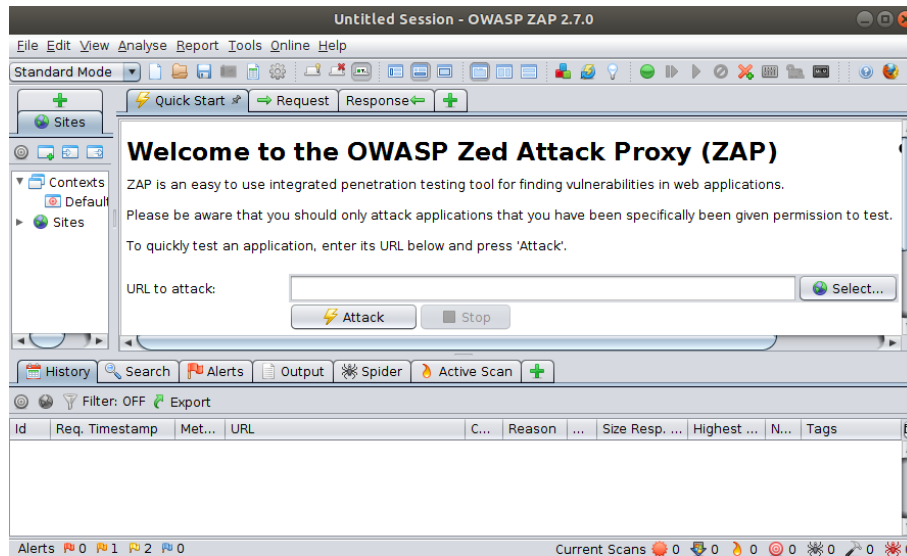 Untitled Session - OWASP ZAP 2.7.0
File Edit View Analyse Report Tools Online Help
Standard Mode
Quick Start Request Response
Sites
Welcome to the OWASP Zed Attack Proxy (ZAP)
Contexts
Default
Sites
ZAP is an easy to use integrated penetration testing tool for finding vulnerabilities in web applications.
Please be aware that you should only attack applications that you have been specifically been given permission to test.
To quickly test an application, enter its URL below and press 'Attack'.
URL to attack:
Select...
Attack Stop
History Search Alerts Output Spider Active Scan
Filter: OFF Export
Id Req. Timestamp Met... URL C... Reason ... Size Resp. ... Highest ... N... Tags
Alerts 0 1 2 0 Current Scans 0 0 0 0 0 0